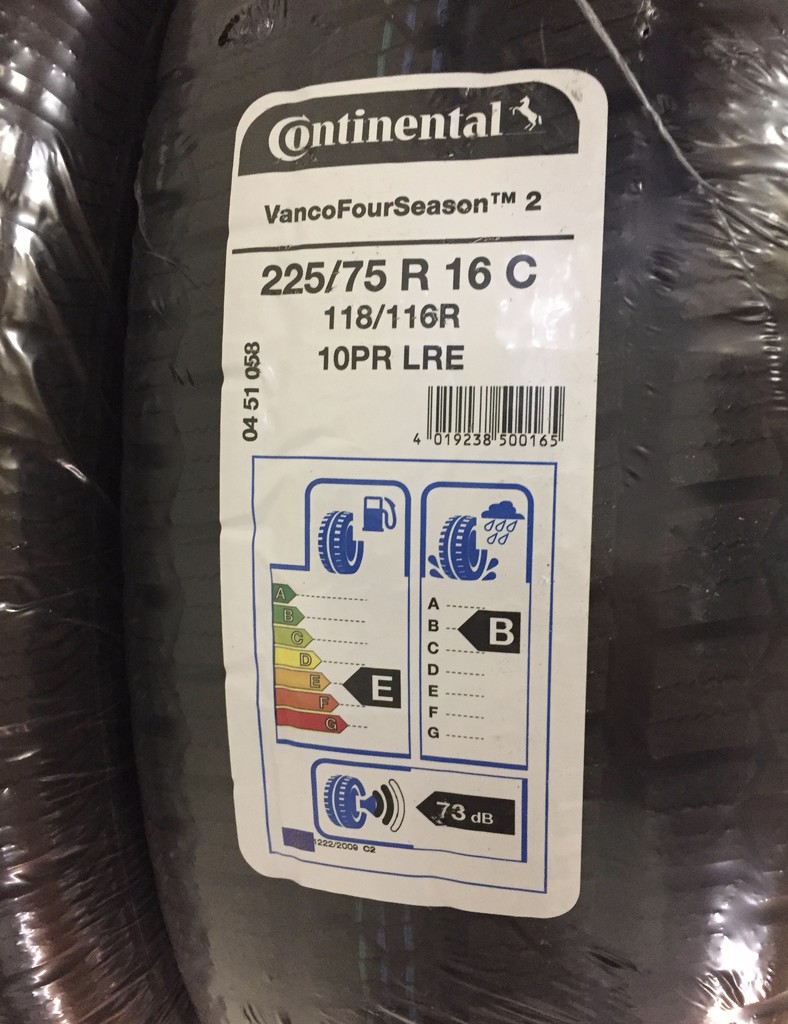 Continental
VancoFourSeason™ 2
225/75 R 16 C
118/116R
10PR LRE
04 51 058
4 019238 500165
A
B
C
D
E
F
G
E
A
B
C
D
E
F
G
B
73 dB
1222/2009 C2